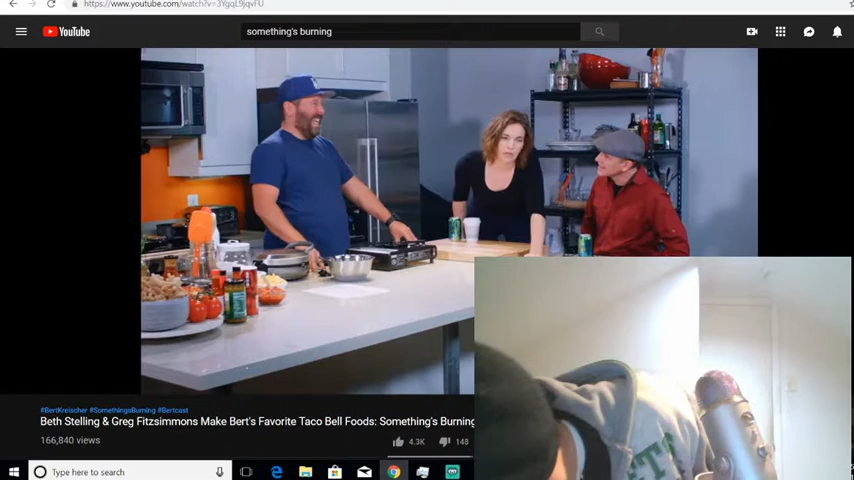 https://www.youtube.com/watch?v=3YgqL9jqvFU
YouTube
something's burning
#BertKreischer #SomethingsBurning #Bertcast
Beth Stelling & Greg Fitzsimmons Make Bert's Favorite Taco Bell Foods: Something's Burning
166,840 views
4.3K
148
Type here to search